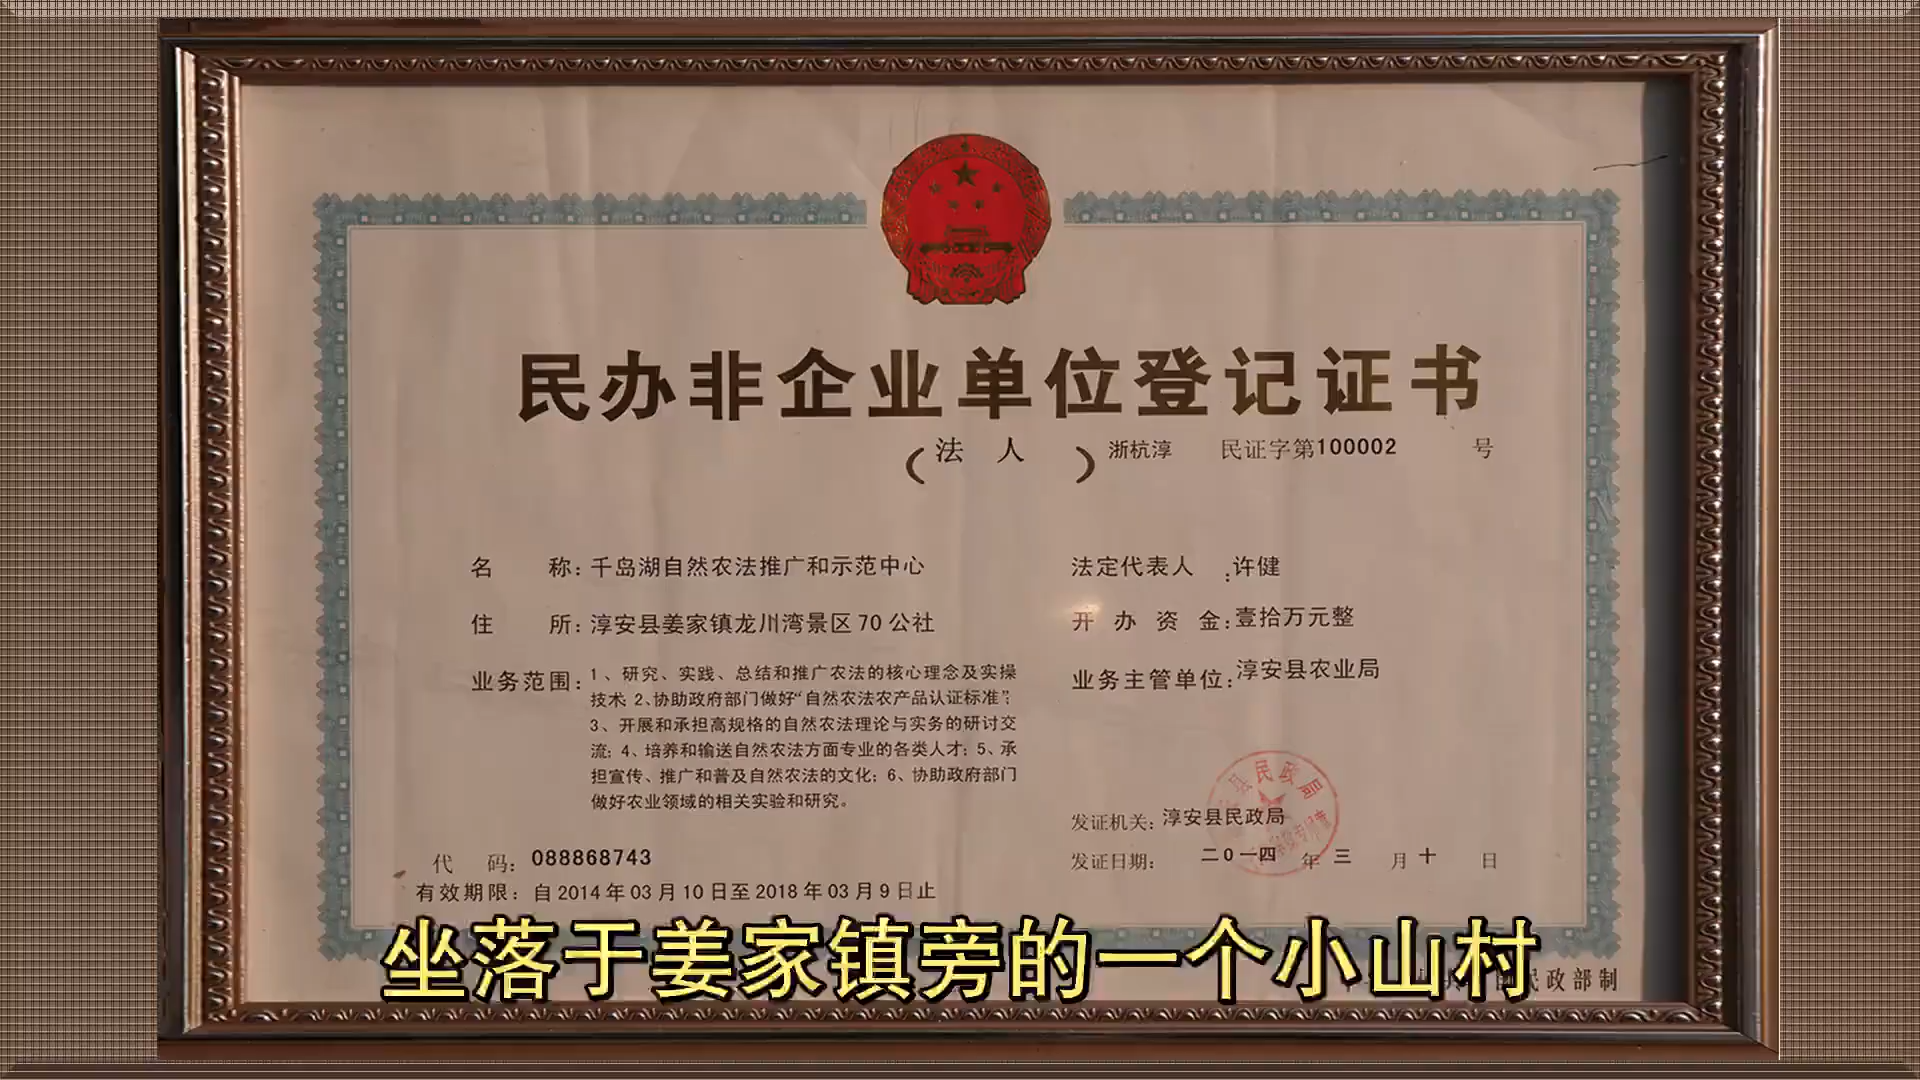 民办非企业单位登记证书
(法人) 浙杭淳 民证字第100002 号
名 称: 千岛湖自然农法推广和示范中心
住 所: 淳安县姜家镇龙川湾景区70公社
业务范围: 1、研究、实践、总结和推广农法的核心理念及实操
技术 2、协助政府部门做好“自然农法农产品认证标准”;
3、开展和承担高规格的自然农法理论与实务的研讨交
流; 4、培养和输送自然农法方面专业的各类人才; 5、承
担宣传、推广和普及自然农法的文化; 6、协助政府部门
做好农业领域的相关实验和研究。
代 码: 088868743
有效期限: 自2014年03月10日至2018年03月9日止
法定代表人: 许健
开办资金: 壹拾万元整
业务主管单位: 淳安县农业局
县民政局
发证机关: 淳安县民政局
发证日期: 二0一四年三月十日
民政部制
坐落于姜家镇旁的一个小山村